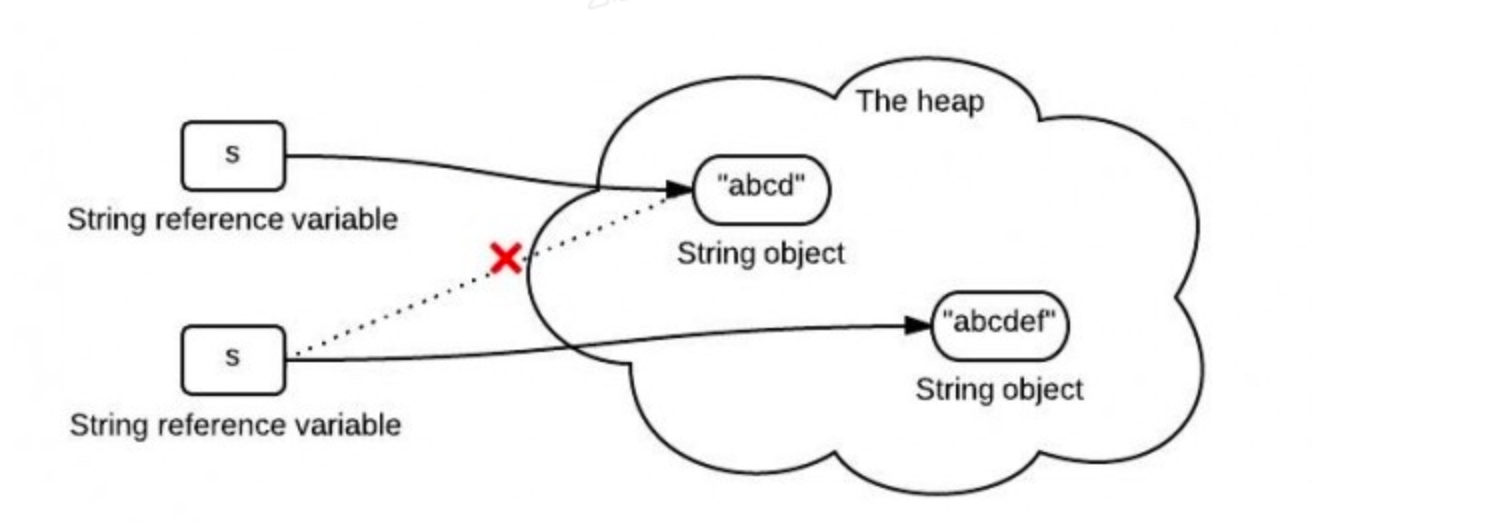 The heap
s
"abcd"
String reference variable
String object
"abcdef"
s
String object
String reference variable